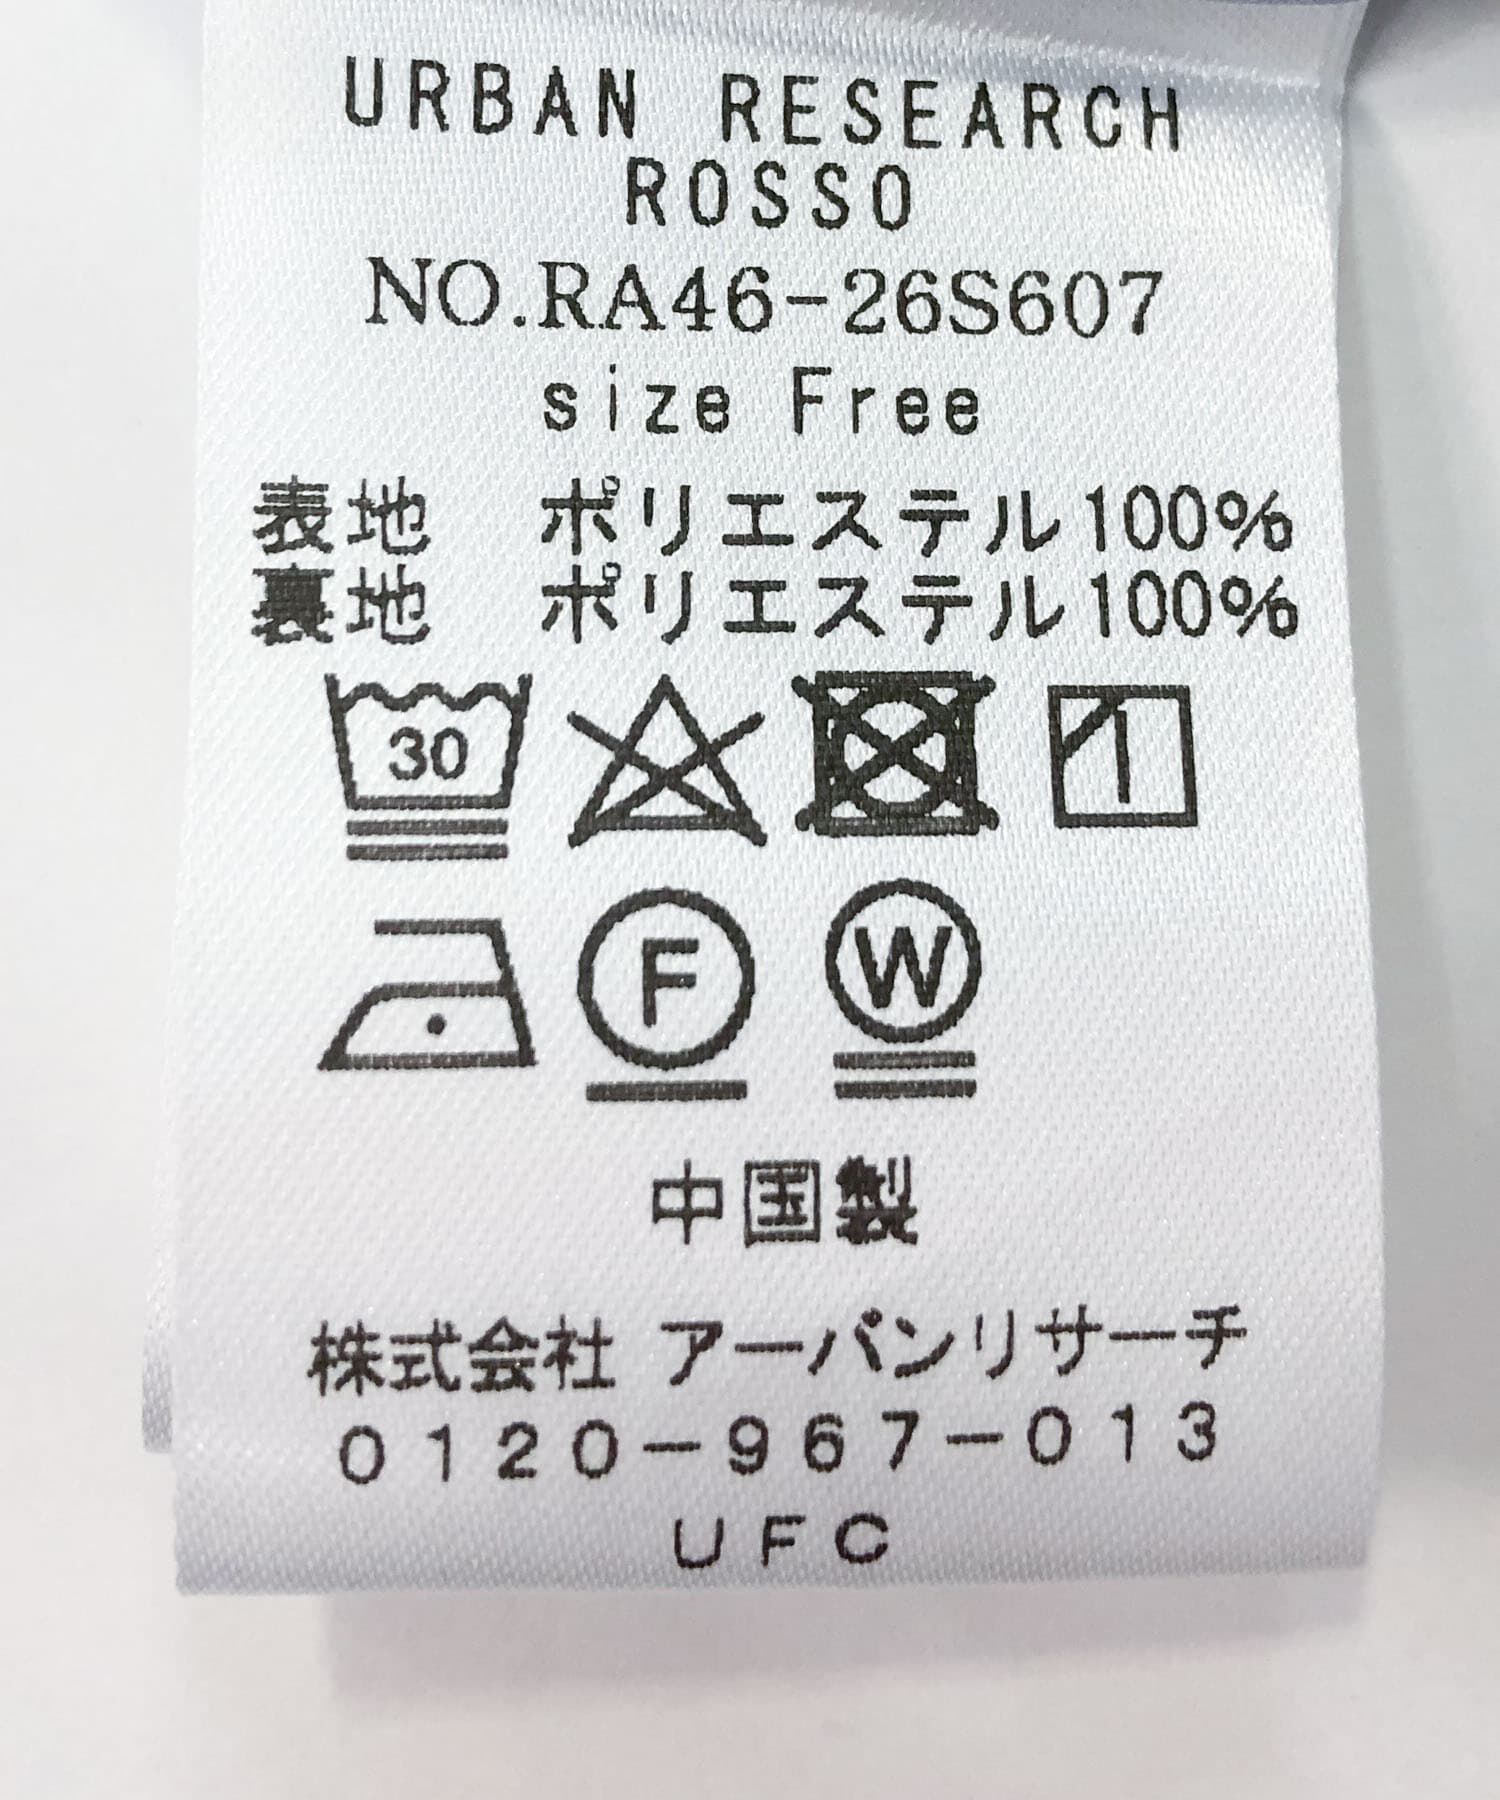 URBAN RESEARCH
ROSSO
NO.RA46-26S607
size Free
表地 ポリエステル100%
裏地 ポリエステル100%
30
F W
中国製
株式会社 アーバンリサーチ
0120-967-013
UFC